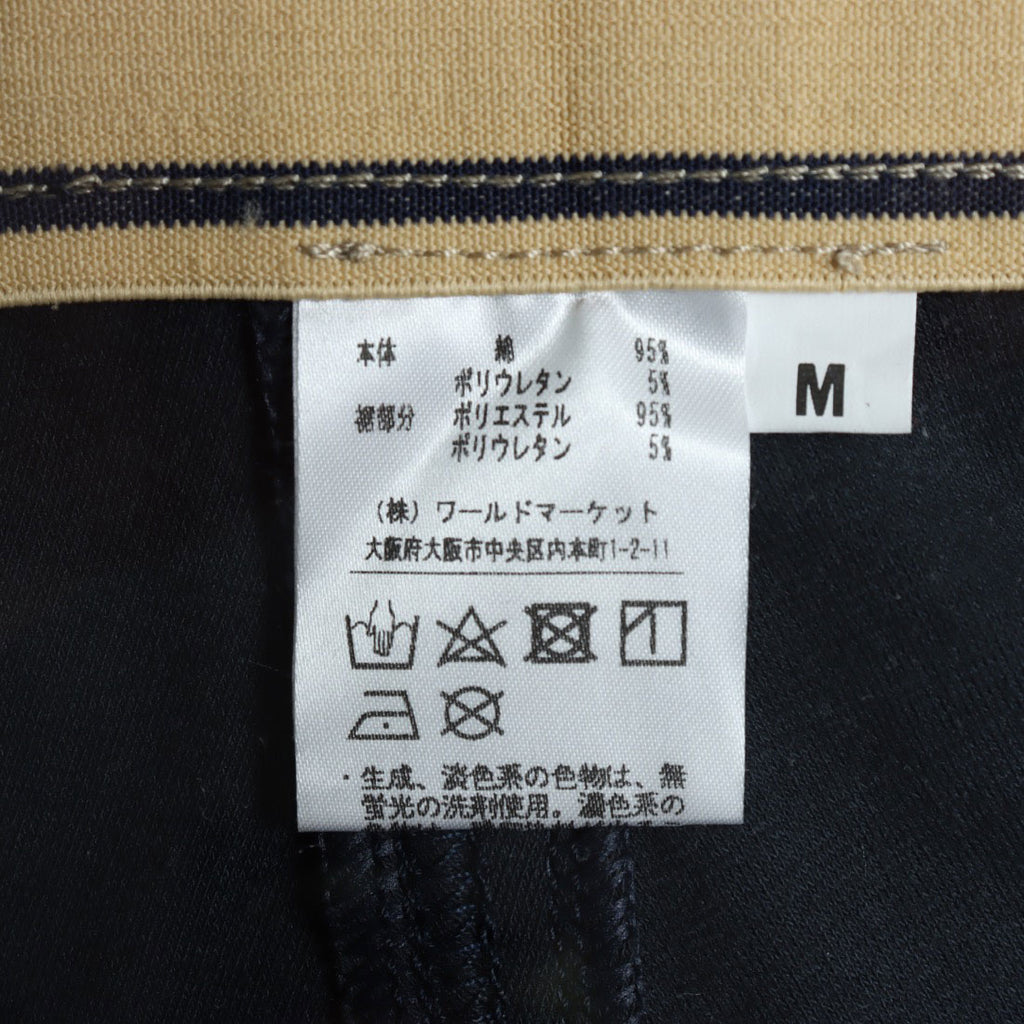 本体 綿 95%
ポリウレタン 5%
裾部分 ポリエステル 95%
ポリウレタン 5%
M
(株) ワールドマーケット
大阪府大阪市中央区内本町1-2-11
・生成、淡色系の色物は、無
蛍光の洗剤使用。濃色系の